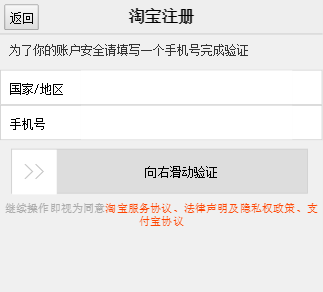 返回
淘宝注册
为了你的账户安全请填写一个手机号完成验证
国家/地区
手机号
向右滑动验证
继续操作即视为同意淘宝服务协议、法律声明及隐私权政策、支
付宝协议